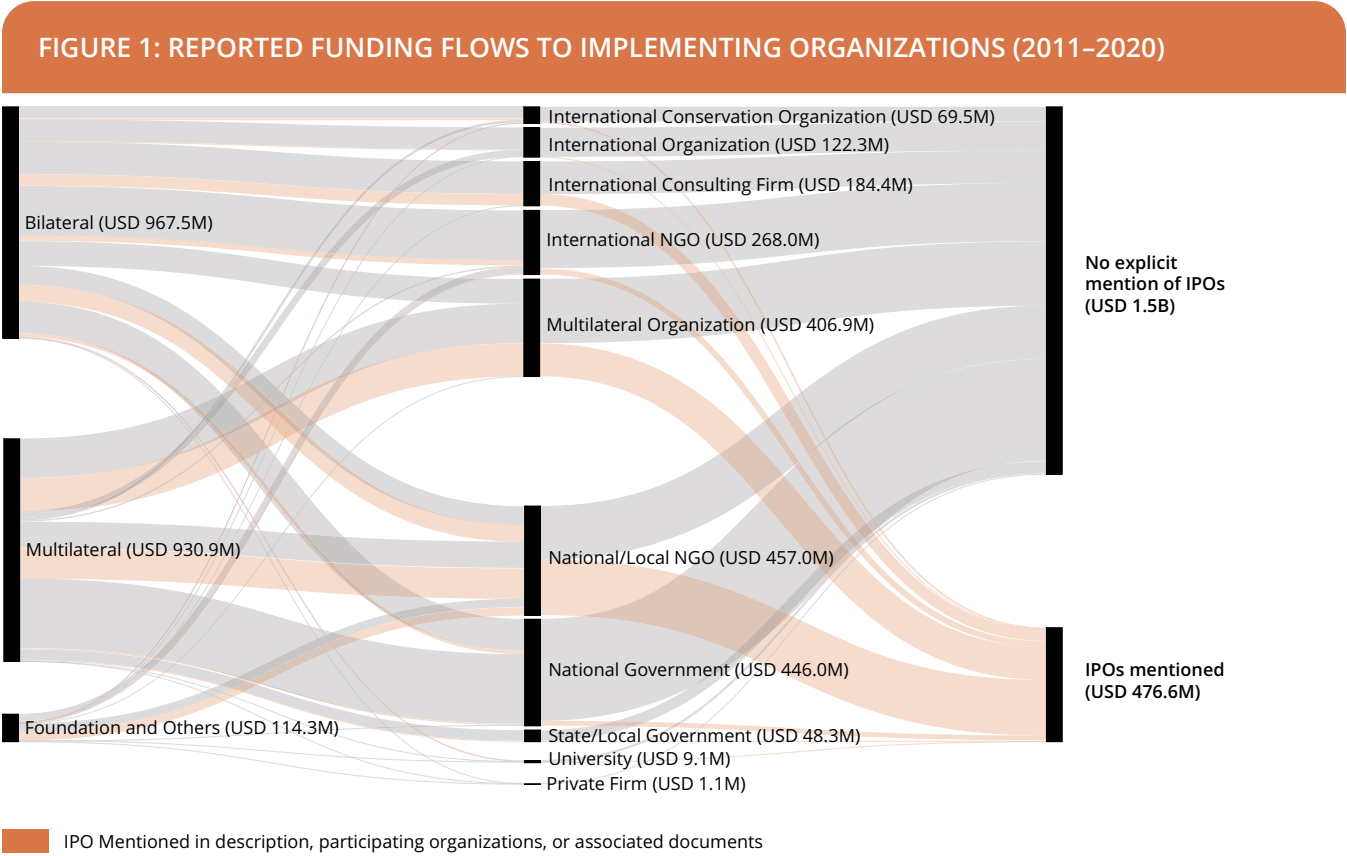 FIGURE 1: REPORTED FUNDING FLOWS TO IMPLEMENTING ORGANIZATIONS (2011–2020)
Bilateral (USD 967.5M)
Multilateral (USD 930.9M)
Foundation and Others (USD 114.3M)
International Conservation Organization (USD 69.5M)
International Organization (USD 122.3M)
International Consulting Firm (USD 184.4M)
International NGO (USD 268.0M)
Multilateral Organization (USD 406.9M)
National/Local NGO (USD 457.0M)
National Government (USD 446.0M)
State/Local Government (USD 48.3M)
University (USD 9.1M)
Private Firm (USD 1.1M)
No explicit
mention of IPOs
(USD 1.5B)
IPOs mentioned
(USD 476.6M)
IPO Mentioned in description, participating organizations, or associated documents